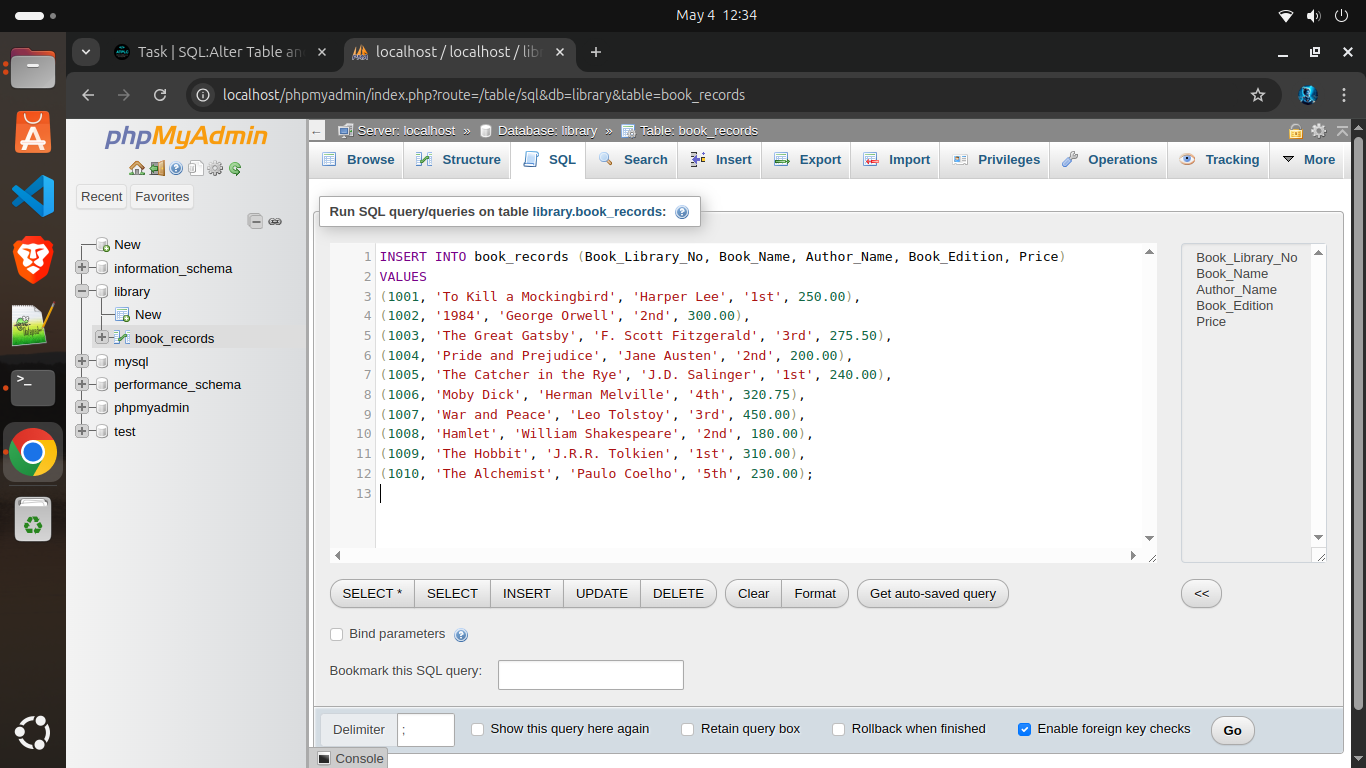 May 4 12:34
Task | SQL:Alter Table an
localhost / localhost / lib
localhost/phpmyadmin/index.php?route=/table/sql&db=library&table=book_records
phpMyAdmin
Recent
Favorites
New
information_schema
library
New
book_records
mysql
performance_schema
phpmyadmin
test
Server: localhost » Database: library » Table: book_records
Browse
Structure
SQL
Search
Insert
Export
Import
Privileges
Operations
Tracking
More
Run SQL query/queries on table library.book_records:
1 INSERT INTO book_records (Book_Library_No, Book_Name, Author_Name, Book_Edition, Price)
2 VALUES
3 (1001, 'To Kill a Mockingbird', 'Harper Lee', '1st', 250.00),
4 (1002, '1984', 'George Orwell', '2nd', 300.00),
5 (1003, 'The Great Gatsby', 'F. Scott Fitzgerald', '3rd', 275.50),
6 (1004, 'Pride and Prejudice', 'Jane Austen', '2nd', 200.00),
7 (1005, 'The Catcher in the Rye', 'J.D. Salinger', '1st', 240.00),
8 (1006, 'Moby Dick', 'Herman Melville', '4th', 320.75),
9 (1007, 'War and Peace', 'Leo Tolstoy', '3rd', 450.00),
10 (1008, 'Hamlet', 'William Shakespeare', '2nd', 180.00),
11 (1009, 'The Hobbit', 'J.R.R. Tolkien', '1st', 310.00),
12 (1010, 'The Alchemist', 'Paulo Coelho', '5th', 230.00);
13
Book_Library_No
Book_Name
Author_Name
Book_Edition
Price
SELECT *
SELECT
INSERT
UPDATE
DELETE
Clear
Format
Get auto-saved query
<<
Bind parameters
Bookmark this SQL query:
Delimiter ;
Show this query here again
Retain query box
Rollback when finished
Enable foreign key checks
Go
Console